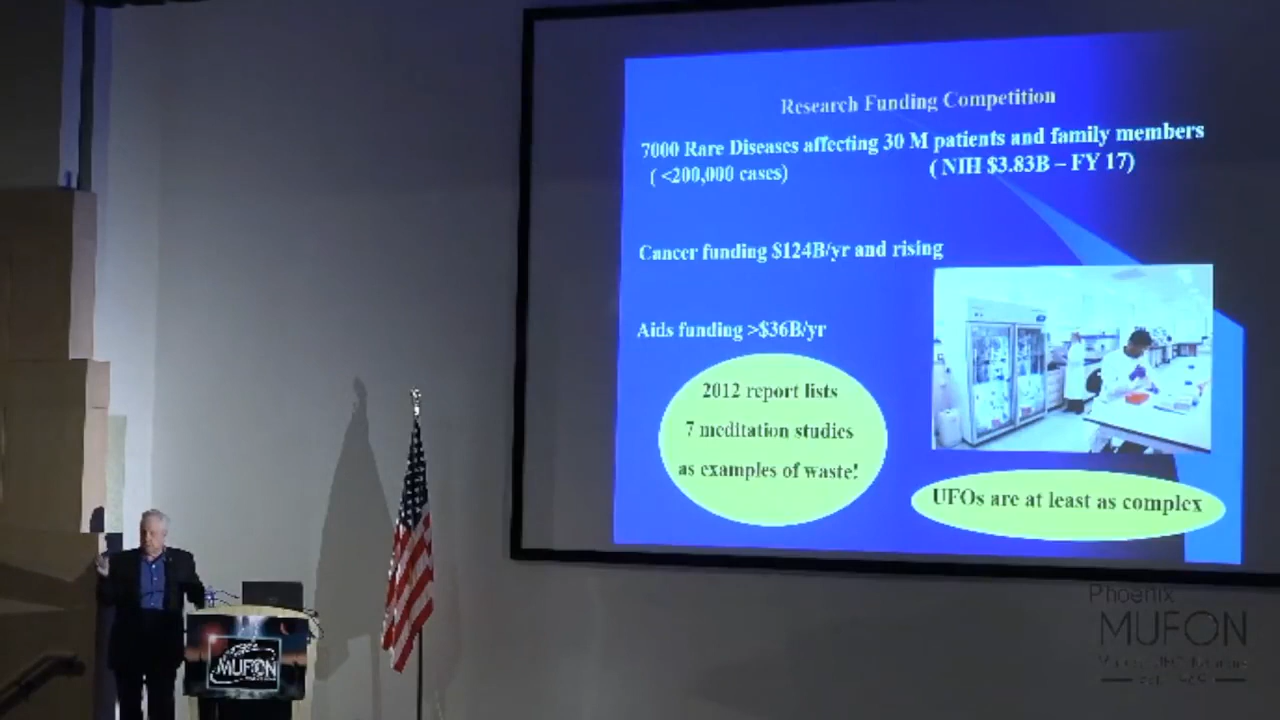 Research Funding Competition
7000 Rare Diseases affecting 30 M patients and family members
( <200,000 cases) ( NIH $3.83B – FY 17)
Cancer funding $124B/yr and rising
Aids funding >$36B/yr
2012 report lists
7 meditation studies
as examples of waste!
UFOs are at least as complex
MUFON
Phoenix
MUFON